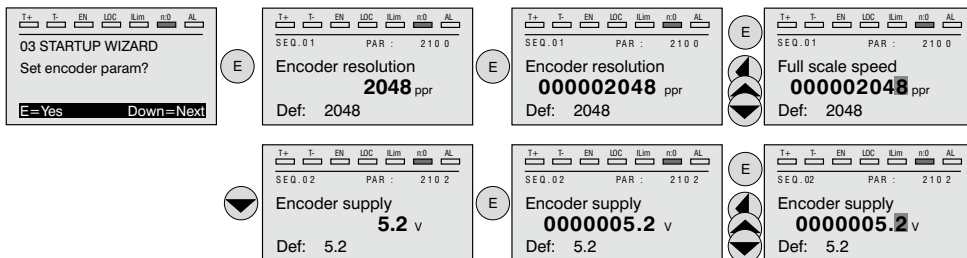 T+ T- EN LOC ILim n:0 AL
03 STARTUP WIZARD
Set encoder param?
E=Yes Down=Next
E
T+ T- EN LOC ILim n:0 AL
SEQ.01 PAR : 2100
Encoder resolution
2048 ppr
Def: 2048
E
T+ T- EN LOC ILim n:0 AL
SEQ.01 PAR : 2100
Encoder resolution
000002048 ppr
Def: 2048
E
T+ T- EN LOC ILim n:0 AL
SEQ.01 PAR : 2100
Full scale speed
000002048 ppr
Def: 2048
T+ T- EN LOC ILim n:0 AL
SEQ.02 PAR : 2102
Encoder supply
5.2 V
Def: 5.2
E
T+ T- EN LOC ILim n:0 AL
SEQ.02 PAR : 2102
Encoder supply
0000005.2 V
Def: 5.2
E
T+ T- EN LOC ILim n:0 AL
SEQ.02 PAR : 2102
Encoder supply
0000005.2 V
Def: 5.2